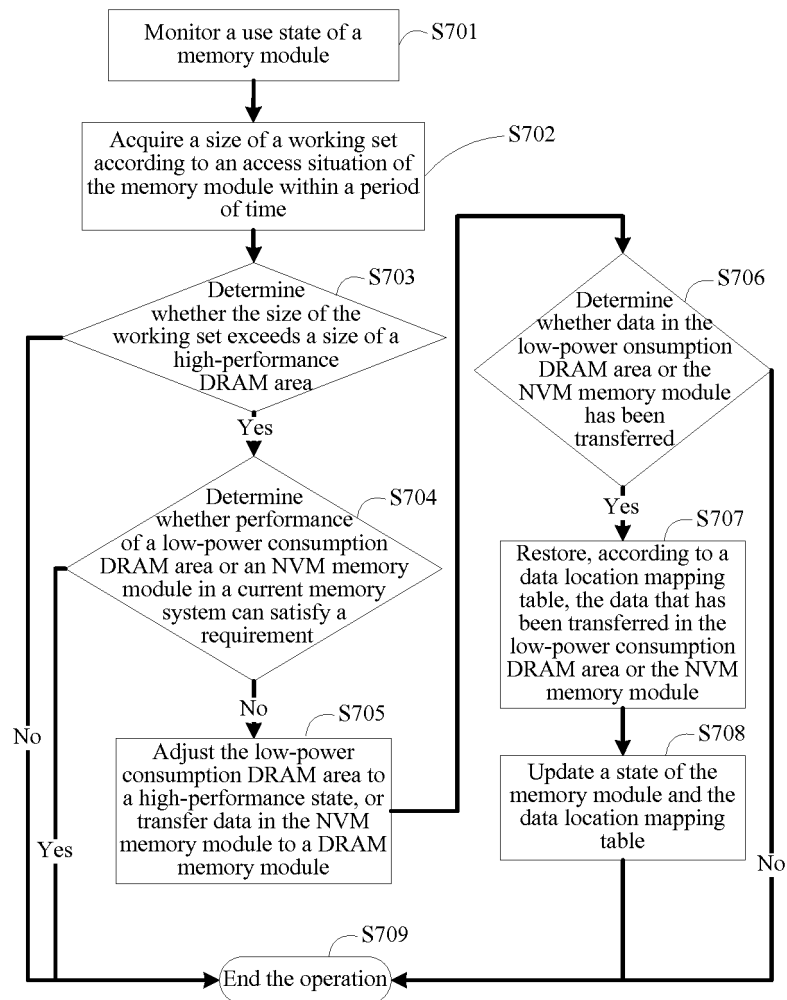 Monitor a use state of a
memory module
S701
Acquire a size of a working set
according to an access situation of
the memory module within a period
of time
S702
Determine
whether the size of the
working set exceeds a size of a
high-performance
DRAM area
S703
Yes
No
Determine
whether performance
of a low-power consumption
DRAM area or an NVM memory
module in a current memory
system can satisfy a
requirement
S704
No
Yes
Adjust the low-power
consumption DRAM area to
a high-performance state, or
transfer data in the NVM
memory module to a DRAM
memory module
S705
Determine
whether data in the
low-power onsumption
DRAM area or the
NVM memory module
has been
transferred
S706
Yes
No
Restore, according to a
data location mapping
table, the data that has
been transferred in the
low-power consumption
DRAM area or the NVM
memory module
S707
Update a state of the
memory module and the
data location mapping
table
S708
End the operation
S709